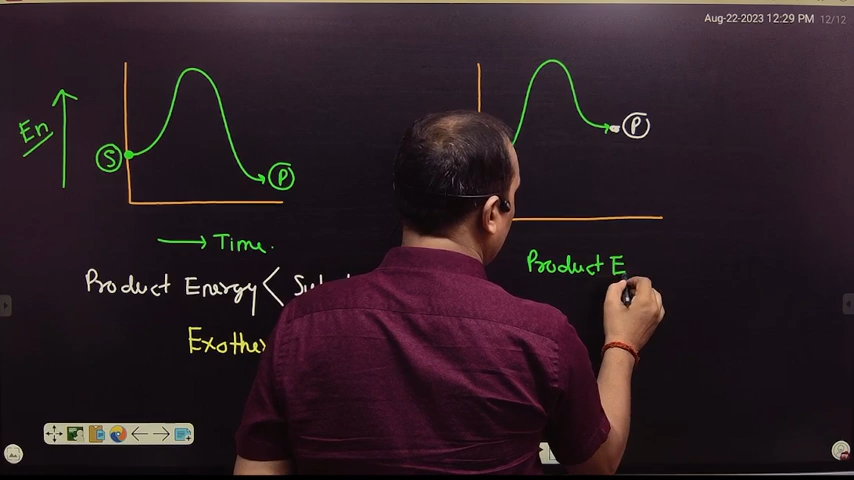 Aug-22-2023 12:29 PM 12/12
En
S
P
P
Time.
Product Energy <
Product E